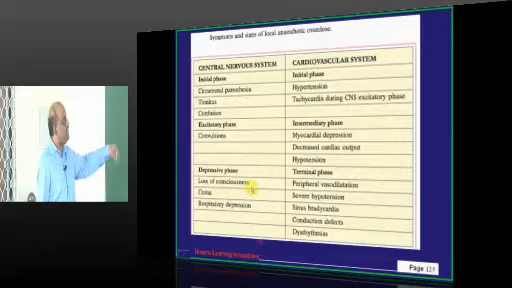 Symptoms and signs of local anaesthetic overdose.
CENTRAL NERVOUS SYSTEM CARDIOVASCULAR SYSTEM
Initial phase Initial phase
Circumoral paresthesia Hypertension
Tinnitus Tachycardia during CNS excitatory phase
Confusion
Excitatory phase Intermediary phase
Convulsions Myocardial depression
Decreased cardiac output
Hypotension
Depressive phase Terminal phase
Loss of consciousness Peripheral vasodilatation
Coma Severe hypotension
Respiratory depression Sinus bradycardia
Conduction defects
Dysrhythmias
Dreams Learning
Page 121